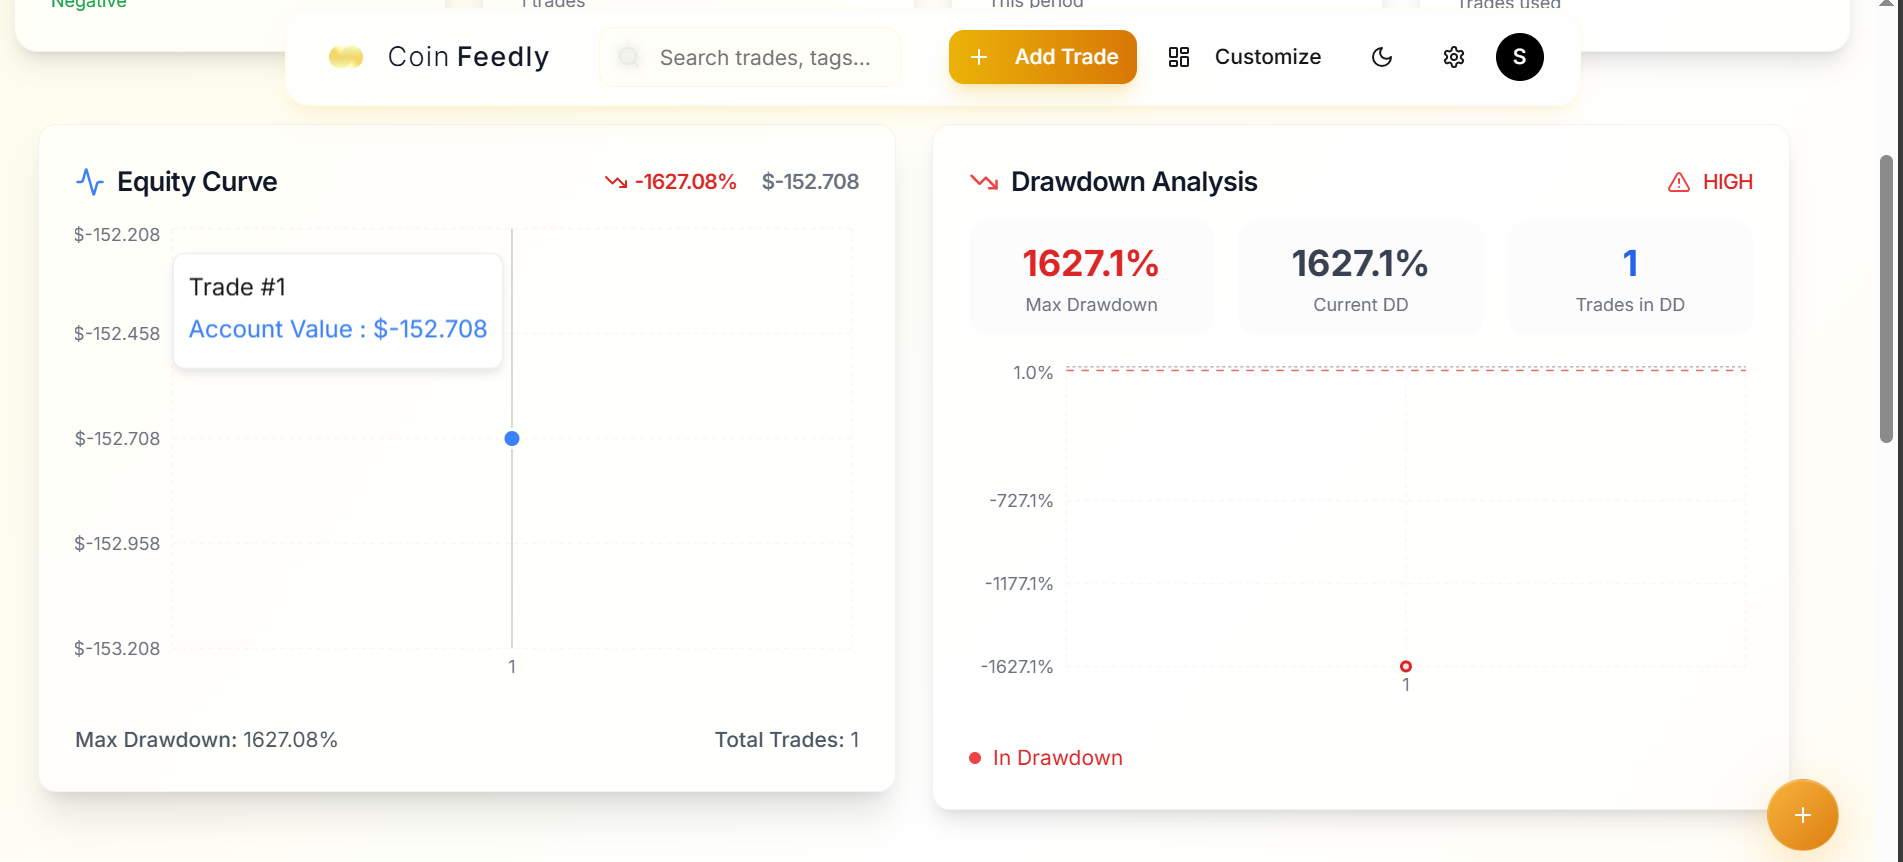 Negative
1 trades
This period
Trades used
Coin Feedly
Search trades, tags...
+ Add Trade
Customize
S
Equity Curve
-1627.08%
$-152.708
$-152.208
$-152.458
$-152.708
$-152.958
$-153.208
Trade #1
Account Value : $-152.708
1
Max Drawdown: 1627.08%
Total Trades: 1
Drawdown Analysis
HIGH
1627.1%
Max Drawdown
1627.1%
Current DD
1
Trades in DD
1.0%
-727.1%
-1177.1%
-1627.1%
1
In Drawdown
+